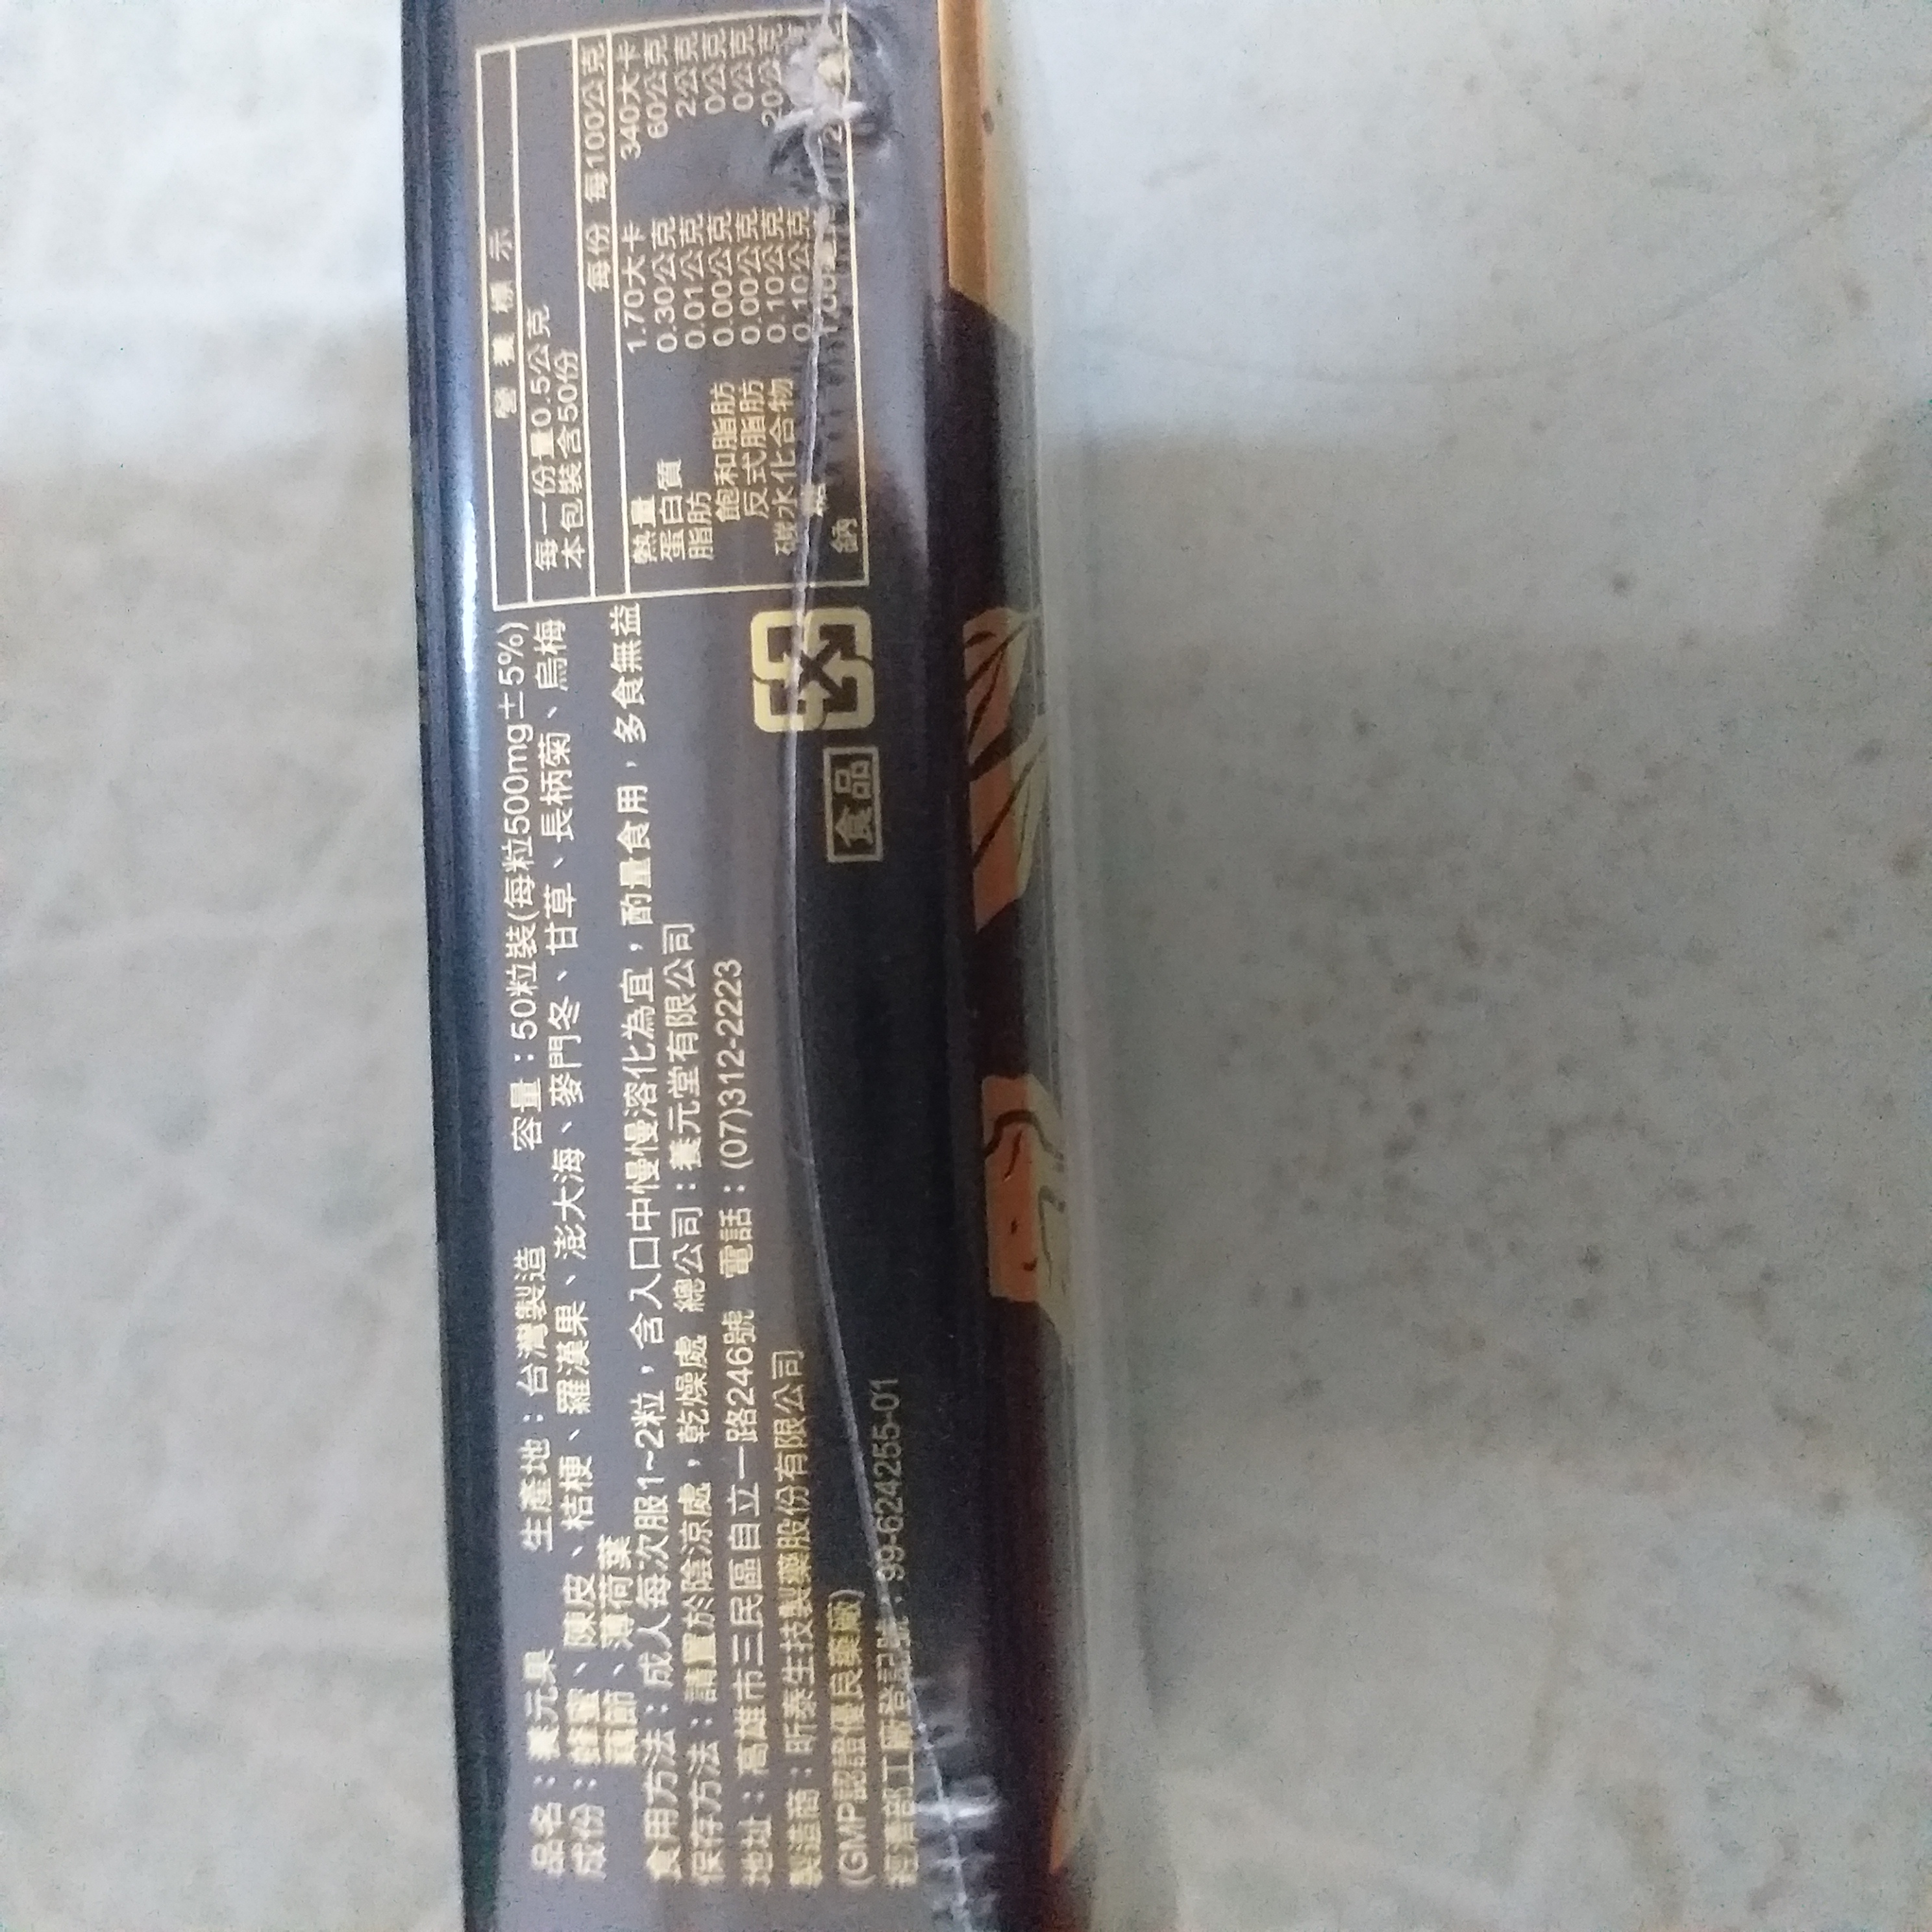 品名：養元果 生產地：台灣製造 容量：50粒裝(每粒500mg±5%)
成份：蜂蜜、陳皮、桔梗、羅漢果、澎大海、麥門冬、甘草、長柄菊、烏梅
、薄荷葉
食用方法：成人每次服1~2粒，含入口中慢慢溶化為宜，酌量食用，多食無益
保存方法：請置於陰涼處，乾燥處 總公司：養元堂有限公司
地址：高雄市三民區自立一路246號 電話：(07)312-2223
製造商：昕泰生技製藥股份有限公司
(GMP認證優良藥廠)
經濟部工廠登記號：99-624255-01
食品
營養標示
每一份量0.5公克
本包裝含50份
每份 每100公克
熱量 1.70大卡 340大卡
蛋白質 0.30公克 60公克
脂肪 0.01公克 2公克
飽和脂肪 0.00公克 0公克
反式脂肪 0.00公克 0公克
碳水化合物 0.10公克 20公克
糖 0.10公克
鈉